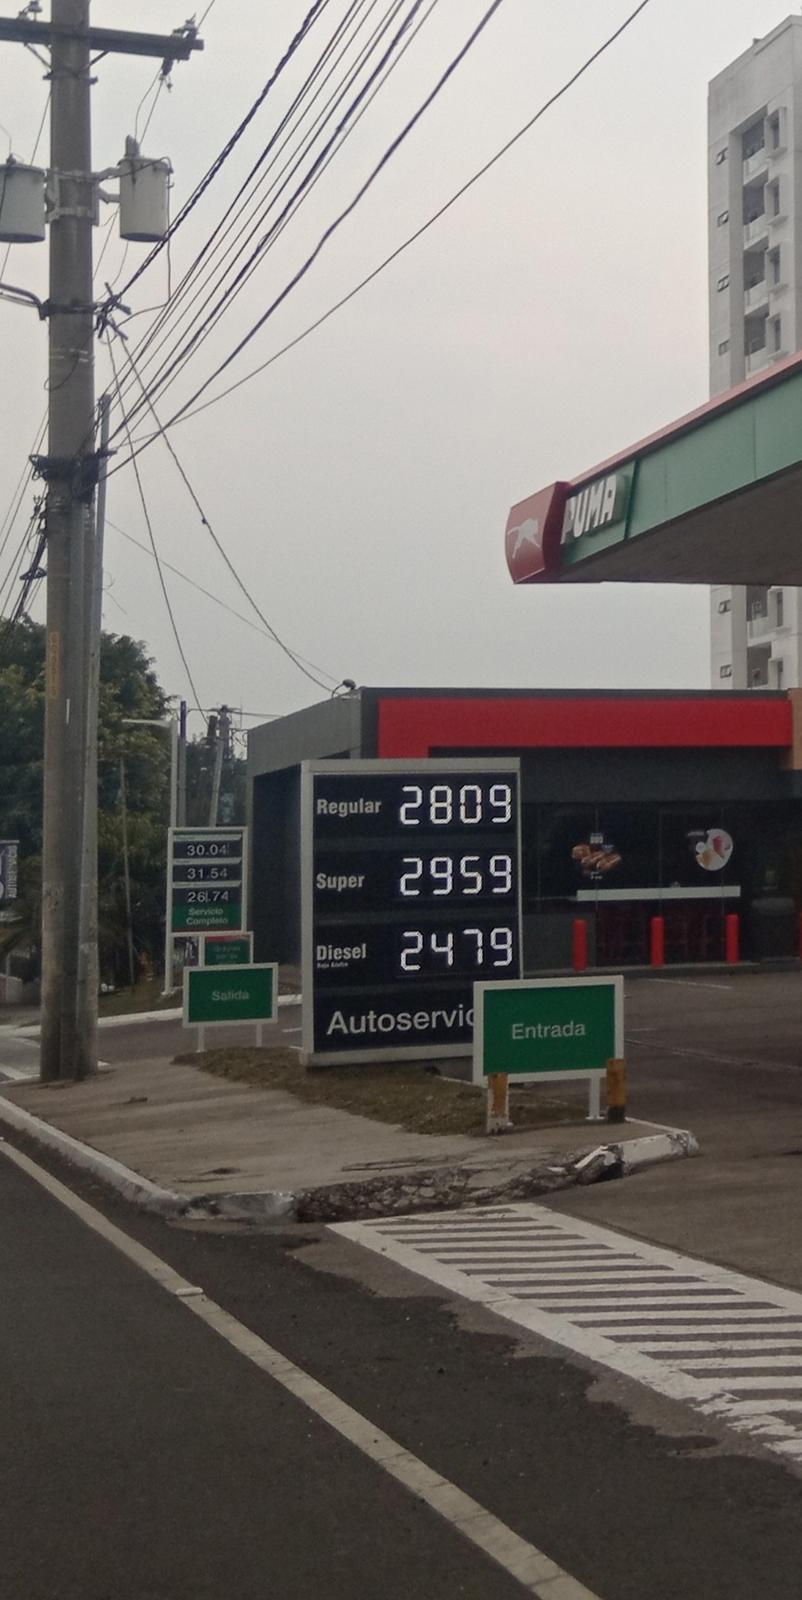 PUMA
Regular 2809
Super 2959
Diesel 2479
Autoservic
Entrada
30.04
31.54
26.74
Servicio
Completo
Salida